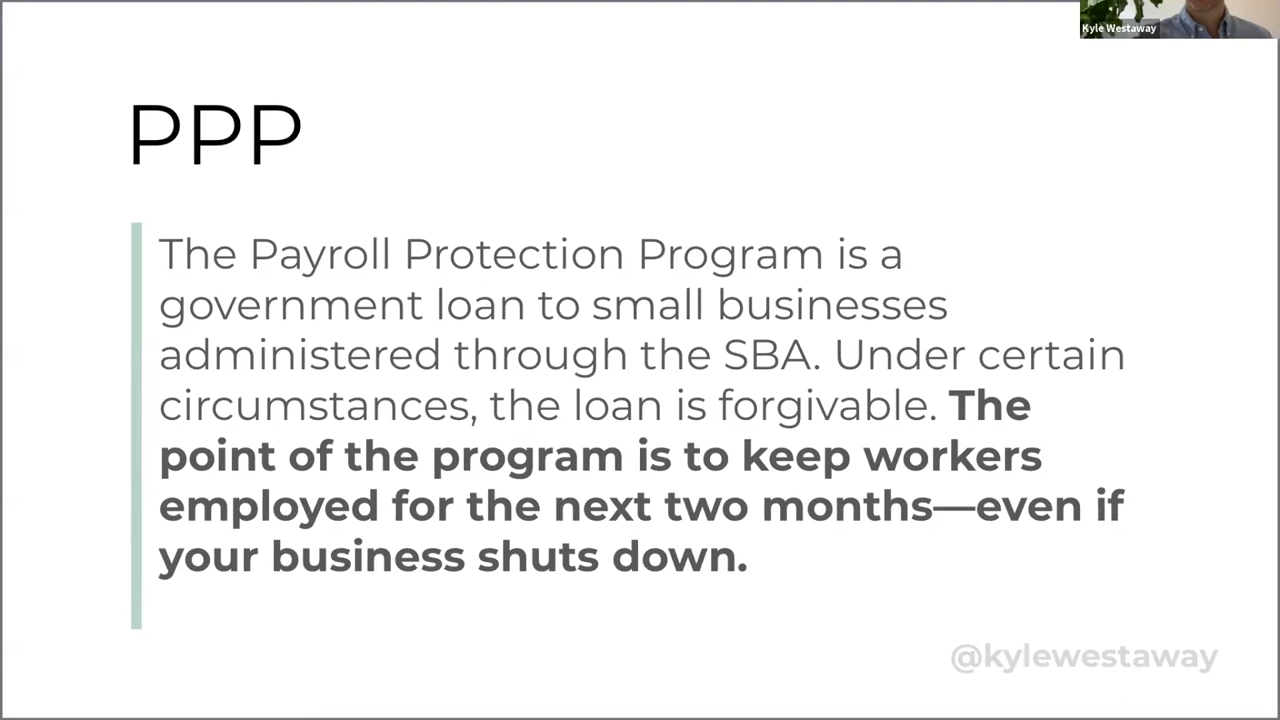 Kyle Westaway
PPP
The Payroll Protection Program is a
government loan to small businesses
administered through the SBA. Under certain
circumstances, the loan is forgivable. The
point of the program is to keep workers
employed for the next two months—even if
your business shuts down.
@kylewestaway